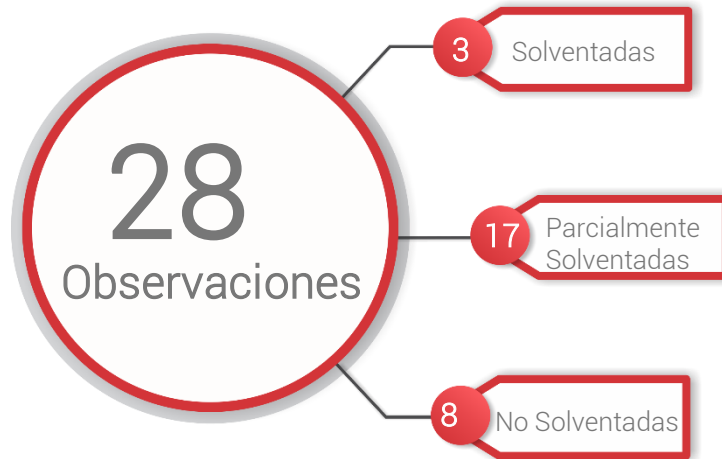 28
Observaciones
3
Solventadas
17
Parcialmente
Solventadas
8
No Solventadas